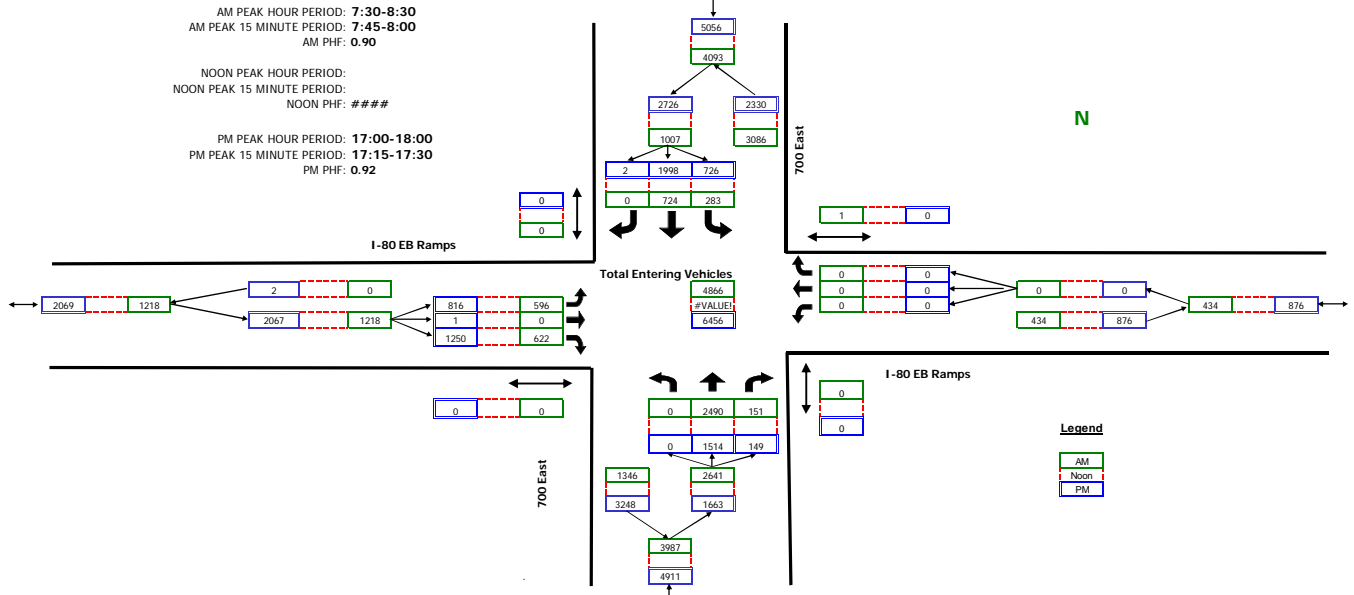 AM PEAK HOUR PERIOD: 7:30-8:30
AM PEAK 15 MINUTE PERIOD: 7:45-8:00
AM PHF: 0.90
NOON PEAK HOUR PERIOD:
NOON PEAK 15 MINUTE PERIOD:
NOON PHF: ####
PM PEAK HOUR PERIOD: 17:00-18:00
PM PEAK 15 MINUTE PERIOD: 17:15-17:30
PM PHF: 0.92
5056
4093
2726 2330
1007 3086
2 1998 726
0 724 283
700 East
N
0
0
1 0
I-80 EB Ramps
Total Entering Vehicles
4866
#VALUE!
6456
2069 1218
2 0
2067 1218
816 596
1 0
1250 622
0 0
0 0
0 0
0 0
434 876
434 876
I-80 EB Ramps
0
0
0 0
0 2490 151
0 1514 149
1346 2641
3248 1663
3987
4911
700 East
Legend
AM
Noon
PM